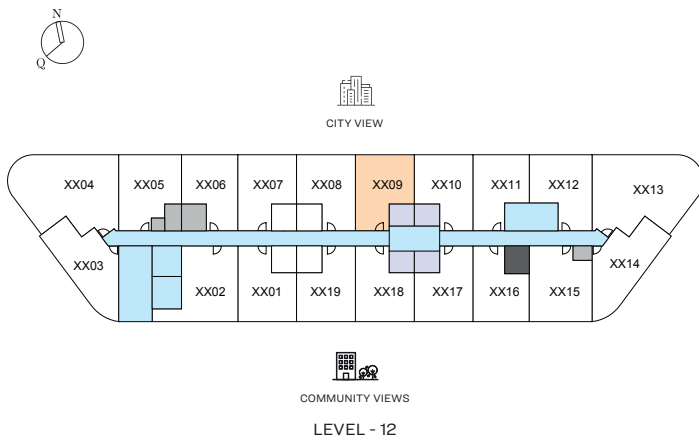 N
Q
CITY VIEW
XX04 XX05 XX06 XX07 XX08 XX09 XX10 XX11 XX12 XX13
XX03 XX02 XX01 XX19 XX18 XX17 XX16 XX15 XX14
COMMUNITY VIEWS
LEVEL - 12